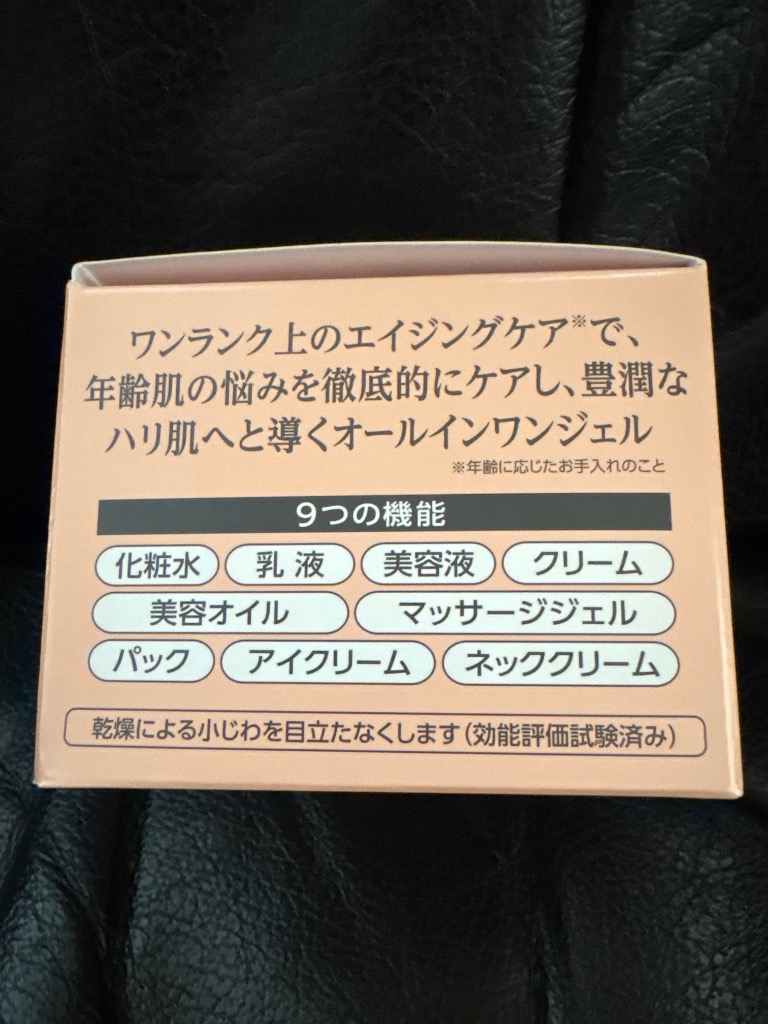 ワンランク上のエイジングケア※で、
年齢肌の悩みを徹底的にケアし、豊潤な
ハリ肌へと導くオールインワンジェル
※年齢に応じたお手入れのこと
9つの機能
化粧水 乳液 美容液 クリーム
美容オイル マッサージジェル
パック アイクリーム ネッククリーム
乾燥による小じわを目立たなくします(効能評価試験済み)